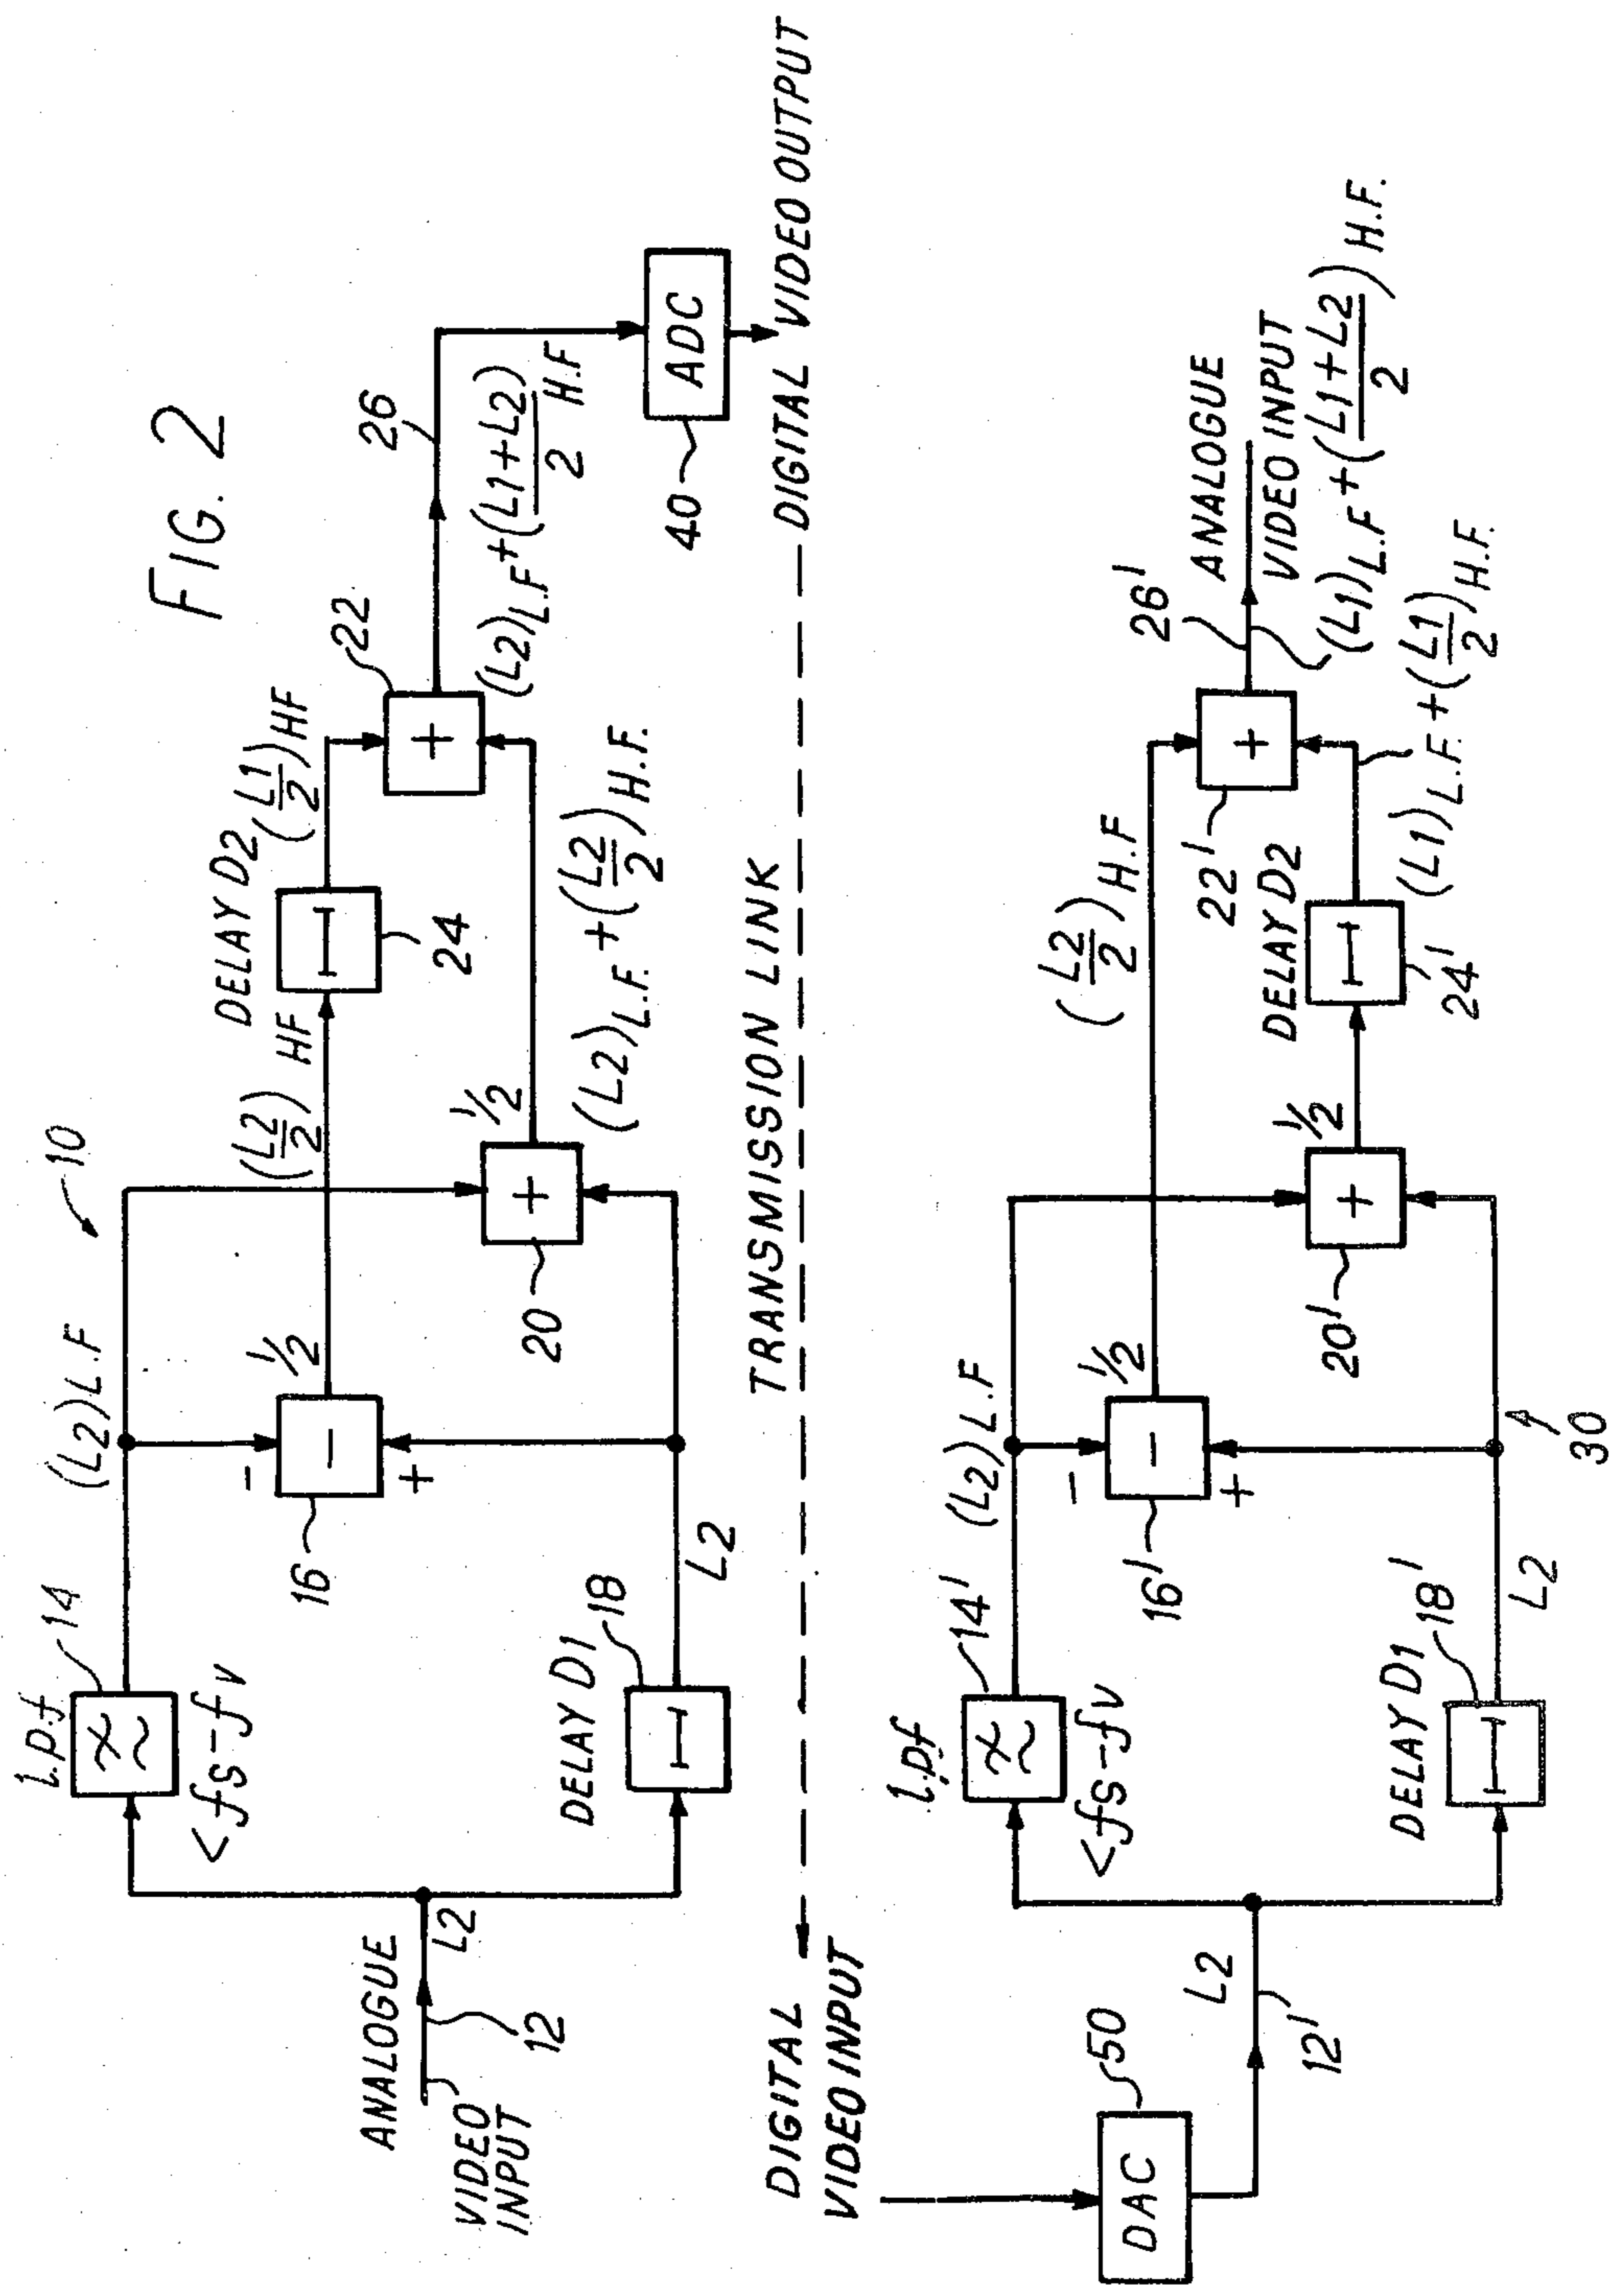 FIG. 2
10
l.p.f
14
<fs-fv
(L2)L.F
1/2
-
-
+
16
(L2/2) HF
DELAY D2
24
(L1/2)HF
22
+
26
(L2)L.F+(L1+L2/2)H.F
ADC
40
ANALOGUE
VIDEO
INPUT
12
L2
DELAY D1
18
L2
20
+
1/2
(L2)L.F.+(L2/2)H.F.
DIGITAL VIDEO OUTPUT
TRANSMISSION LINK
DIGITAL
VIDEO INPUT
DAC
50
12'
L2
l.pf
14'
<fs-fv
(L2)L.F
-
-
+
1/2
16'
(L2/2)H.F
DELAY D1
18'
L2
30
20'
+
1/2
DELAY D2
24'
22'
+
(L1)L.F.+(L1/2)H.F.
26'
ANALOGUE
VIDEO INPUT
(L1)L.F+(L1+L2/2)H.F.